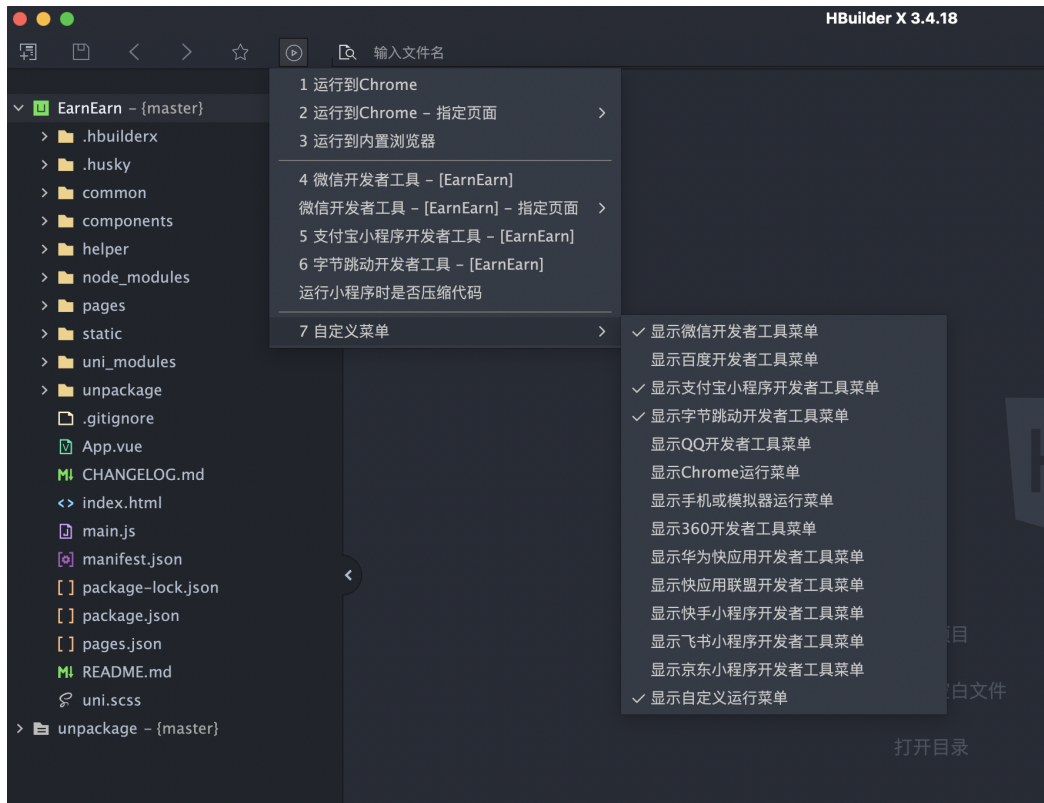 HBuilder X 3.4.18
输入文件名
EarnEarn – {master}
.hbuilderx
.husky
common
components
helper
node_modules
pages
static
uni_modules
unpackage
.gitignore
App.vue
CHANGELOG.md
index.html
main.js
manifest.json
package-lock.json
package.json
pages.json
README.md
uni.scss
unpackage – {master}
1 运行到Chrome
2 运行到Chrome – 指定页面
3 运行到内置浏览器
4 微信开发者工具 – [EarnEarn]
微信开发者工具 – [EarnEarn] – 指定页面
5 支付宝小程序开发者工具 – [EarnEarn]
6 字节跳动开发者工具 – [EarnEarn]
运行小程序时是否压缩代码
7 自定义菜单
显示微信开发者工具菜单
显示百度开发者工具菜单
显示支付宝小程序开发者工具菜单
显示字节跳动开发者工具菜单
显示QQ开发者工具菜单
显示Chrome运行菜单
显示手机或模拟器运行菜单
显示360开发者工具菜单
显示华为快应用开发者工具菜单
显示快应用联盟开发者工具菜单
显示快手小程序开发者工具菜单
显示飞书小程序开发者工具菜单
显示京东小程序开发者工具菜单
显示自定义运行菜单
目
白文件
打开目录